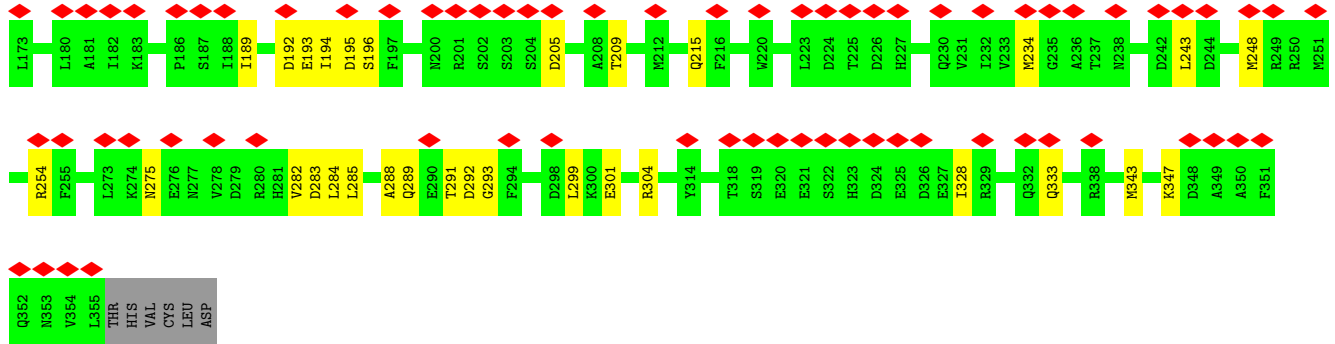 L173 L180 A181 I182 K183 P186 S187 I188 I189 D192 E193 I194 D195 S196 F197 N200 R201 S202 S203 S204 D205 A208 T209 M212 Q215 F216 W220 L223 D224 T225 D226 H227 Q230 V231 I232 V233 M234 G235 A236 T237 N238 D242 L243 D244 M248 R249 R250 M251
R254 F255 L273 K274 N275 E276 N277 V278 D279 R280 H281 V282 D283 L284 L285 A288 Q289 E290 T291 D292 G293 F294 D298 L299 K300 E301 R304 Y314 T318 S319 E320 E321 S322 H323 D324 E325 D326 E327 I328 R329 Q332 Q333 R338 M343 K347 D348 A349 A350 F351
Q352 N353 V354 L355 THR HIS VAL CYS LEU ASP